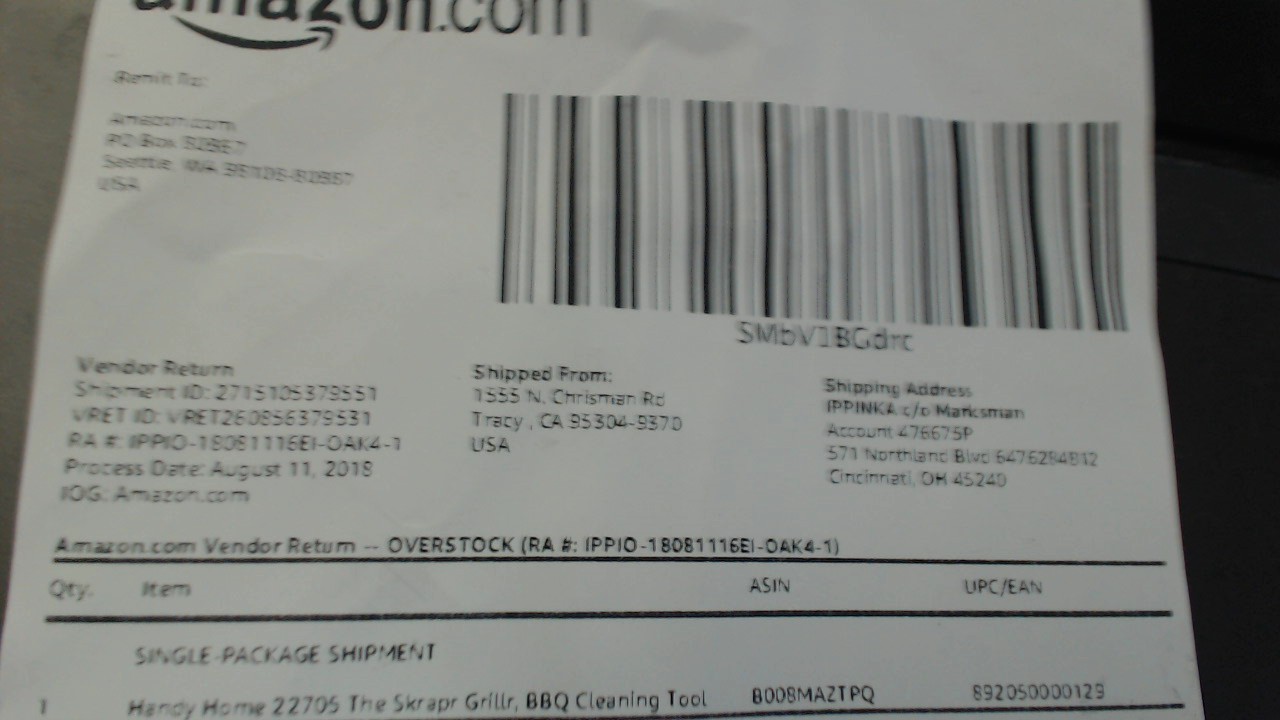 amazon.com
Remit To:
Amazon.com
PO Box
Seattle, WA
USA
SMbV1BGdrc
Vendor Return
Shipment ID: 2715105379551
VRET ID: VRET260856379531
RA #: IPPIO-18081116EI-OAK4-1
Process Date: August 11, 2018
IOG: Amazon.com
Shipped From:
1555 N. Chrisman Rd
Tracy , CA 95304-9370
USA
Shipping Address
IPPINKA c/o Marksman
Account 476675P
571 Northland Blvd 6476284812
Cincinnati, OH 45240
Amazon.com Vendor Return -- OVERSTOCK (RA #: IPPIO-18081116EI-OAK4-1)
Qty. Item ASIN UPC/EAN
SINGLE-PACKAGE SHIPMENT
1 Handy Home 22705 The Skrapr Grillr, BBQ Cleaning Tool B008MAZTPQ 892050000129